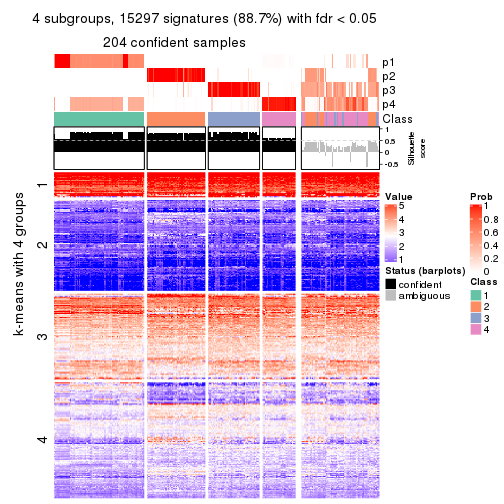 4 subgroups, 15297 signatures (88.7%) with fdr < 0.05
204 confident samples
p1
p2
p3
p4
Class
1
0.5
0
-0.5
Silhouette
score
k-means with 4 groups
1
2
3
4
Value
5
4
3
2
1
Status (barplots)
confident
ambiguous
Prob
1
0.8
0.6
0.4
0.2
0
Class
1
2
3
4